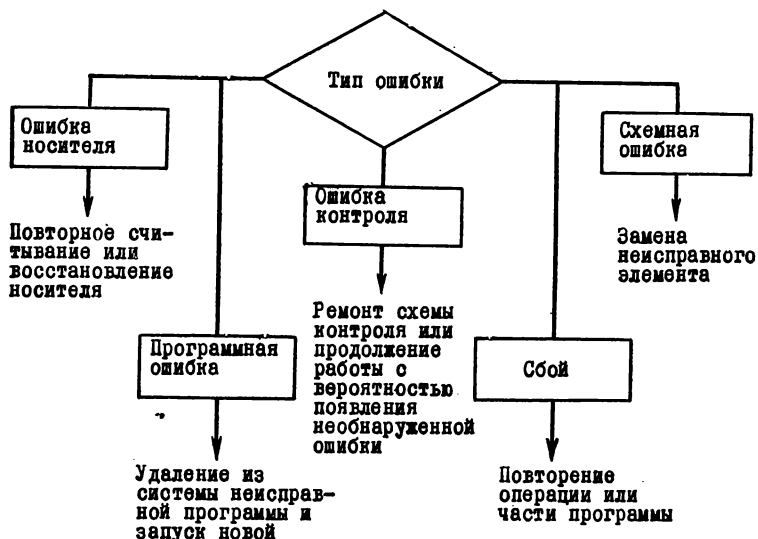 Тип ошибки
Ошибка
носителя
Повторное счи-
тывание или
восстановление
носителя
Программная
ошибка
Удаление из
системы неисправ-
ной программы и
запуск новой
Ошибка
контроля
Ремонт схемы
контроля или
продолжение
работы с
вероятностью
появления
необнаруженной
ошибки
Сбой
Повторение
операции или
части программы
Схемная
ошибка
Замена
неисправного
элемента